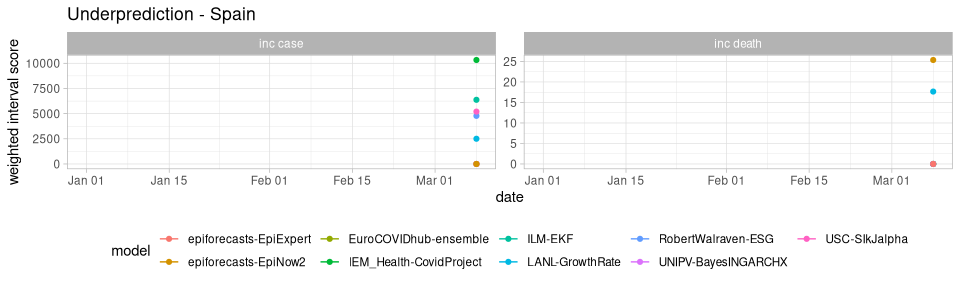 Underprediction - Spain
inc case
inc death
weighted interval score
10000
7500
5000
2500
0
25
20
15
10
5
0
Jan 01 Jan 15 Feb 01 Feb 15 Mar 01
Jan 01 Jan 15 Feb 01 Feb 15 Mar 01
date
model
epiforecasts-EpiExpert EuroCOVIDhub-ensemble ILM-EKF RobertWalraven-ESG USC-SIkJalpha
epiforecasts-EpiNow2 IEM_Health-CovidProject LANL-GrowthRate UNIPV-BayesINGARCHX